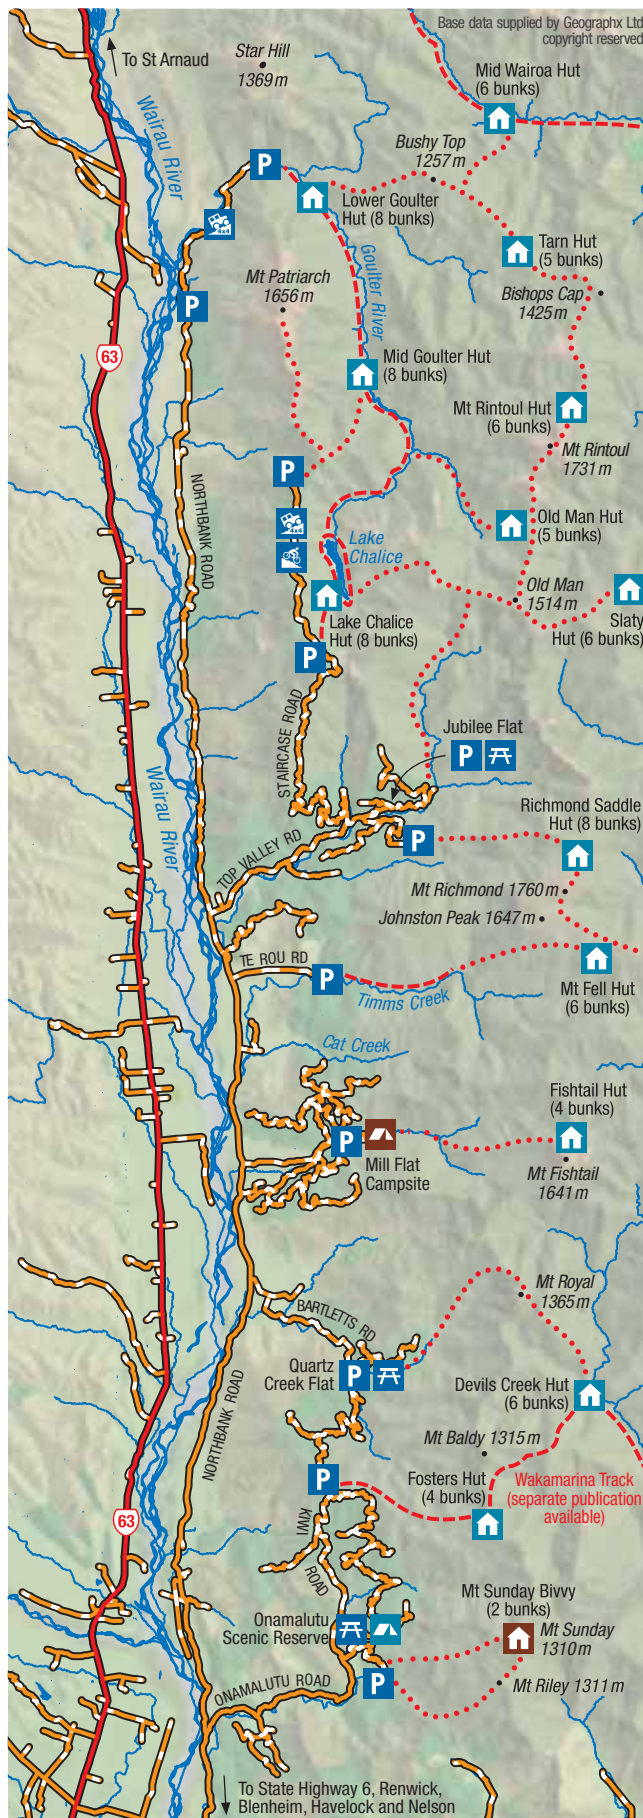 Base data supplied by Geographx Ltd
copyright reserved
To St Arnaud
Star Hill
1369 m
Mid Wairoa Hut
(6 bunks)
Wairau River
Bushy Top
1257 m
P
Lower Goulter
Hut (8 bunks)
4x4
Tarn Hut
(5 bunks)
Goulter River
Mt Patriarch
1656 m
Bishops Cap
1425 m
P
63
Mid Goulter Hut
(8 bunks)
Mt Rintoul Hut
(6 bunks)
Mt Rintoul
1731 m
P
NORTHBANK ROAD
4x4
Old Man Hut
(5 bunks)
Lake
Chalice
Old Man
1514 m
Slaty
Hut (6 bunks)
Lake Chalice
Hut (8 bunks)
P
STAIRCASE ROAD
Jubilee Flat
P
Wairau River
Richmond Saddle
Hut (8 bunks)
P
TOP VALLEY RD
Mt Richmond 1760 m
Johnston Peak 1647 m
TE ROU RD
P
Timms Creek
Mt Fell Hut
(6 bunks)
Cat Creek
Fishtail Hut
(4 bunks)
P
Mill Flat
Campsite
Mt Fishtail
1641 m
Mt Royal
1365 m
BARTLETTS RD
Quartz
Creek Flat
P
Devils Creek Hut
(6 bunks)
NORTHBANK ROAD
Mt Baldy 1315 m
P
Fosters Hut
(4 bunks)
Wakamarina Track
(separate publication
available)
63
KIWI
ROAD
Mt Sunday Bivvy
(2 bunks)
Onamalutu
Scenic Reserve
Mt Sunday
1310 m
P
Mt Riley 1311 m
ONAMALUTU ROAD
To State Highway 6, Renwick,
Blenheim, Havelock and Nelson